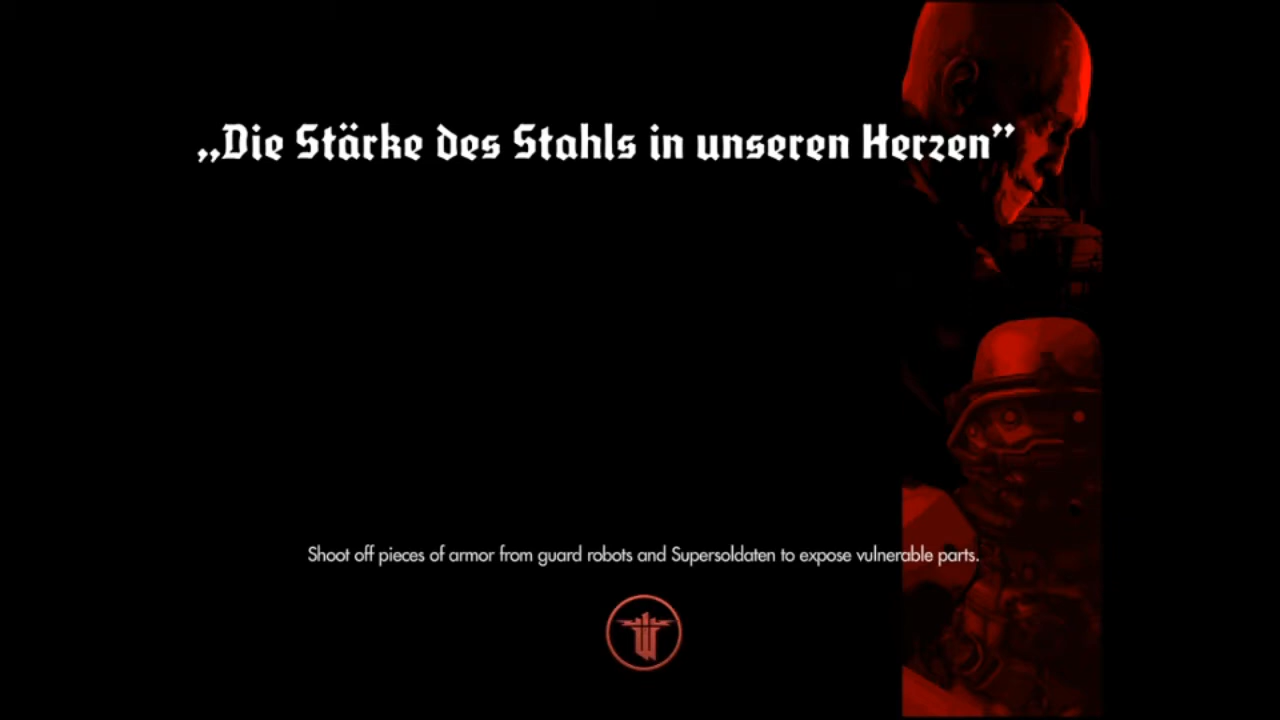 „Die Stärke des Stahls in unseren Herzen”
Shoot off pieces of armor from guard robots and Supersoldaten to expose vulnerable parts.